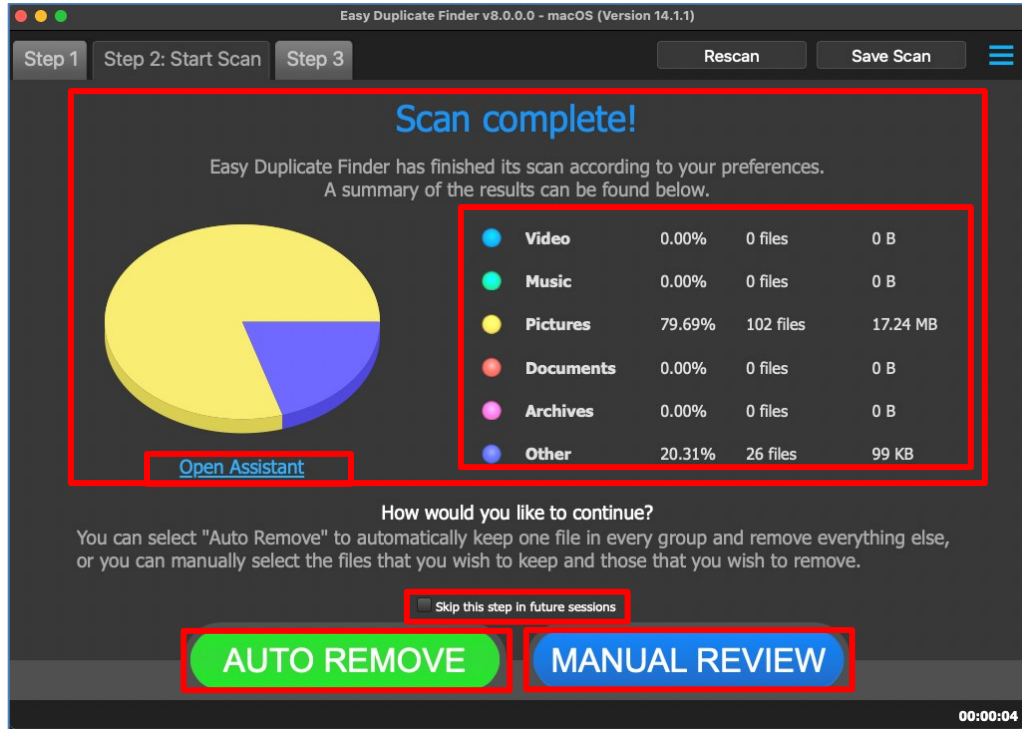 Easy Duplicate Finder v8.0.0.0 - macOS (Version 14.1.1)
Step 1 Step 2: Start Scan Step 3 Rescan Save Scan
Scan complete!
Easy Duplicate Finder has finished its scan according to your preferences.
A summary of the results can be found below.
Video 0.00% 0 files 0 B
Music 0.00% 0 files 0 B
Pictures 79.69% 102 files 17.24 MB
Documents 0.00% 0 files 0 B
Archives 0.00% 0 files 0 B
Other 20.31% 26 files 99 KB
Open Assistant
How would you like to continue?
You can select "Auto Remove" to automatically keep one file in every group and remove everything else,
or you can manually select the files that you wish to keep and those that you wish to remove.
Skip this step in future sessions
AUTO REMOVE MANUAL REVIEW
00:00:04